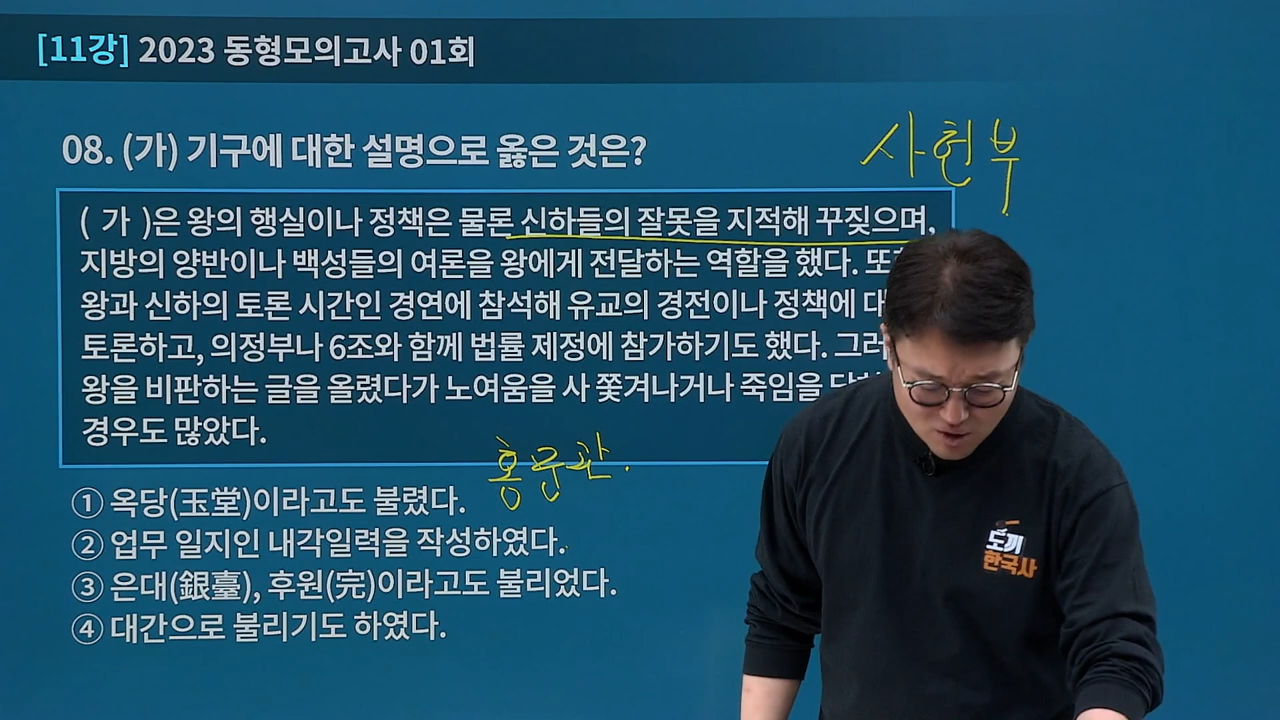 [11강] 2023 동형모의고사 01회
사헌부
08. (가) 기구에 대한 설명으로 옳은 것은?
( 가 )은 왕의 행실이나 정책은 물론 신하들의 잘못을 지적해 꾸짖으며,
지방의 양반이나 백성들의 여론을 왕에게 전달하는 역할을 했다.
왕과 신하의 토론 시간인 경연에 참석해 유교의 경전이나 정책에
토론하고, 의정부나 6조와 함께 법률 제정에 참가하기도 했다.
왕을 비판하는 글을 올렸다가 노여움을 사 쫓겨나거나 죽임을
경우도 많았다.
홍문관.
① 옥당(玉堂)이라고도 불렸다.
② 업무 일지인 내각일력을 작성하였다.
③ 은대(銀臺), 후원(完)이라고도 불리었다.
④ 대간으로 불리기도 하였다.
도끼
한국사